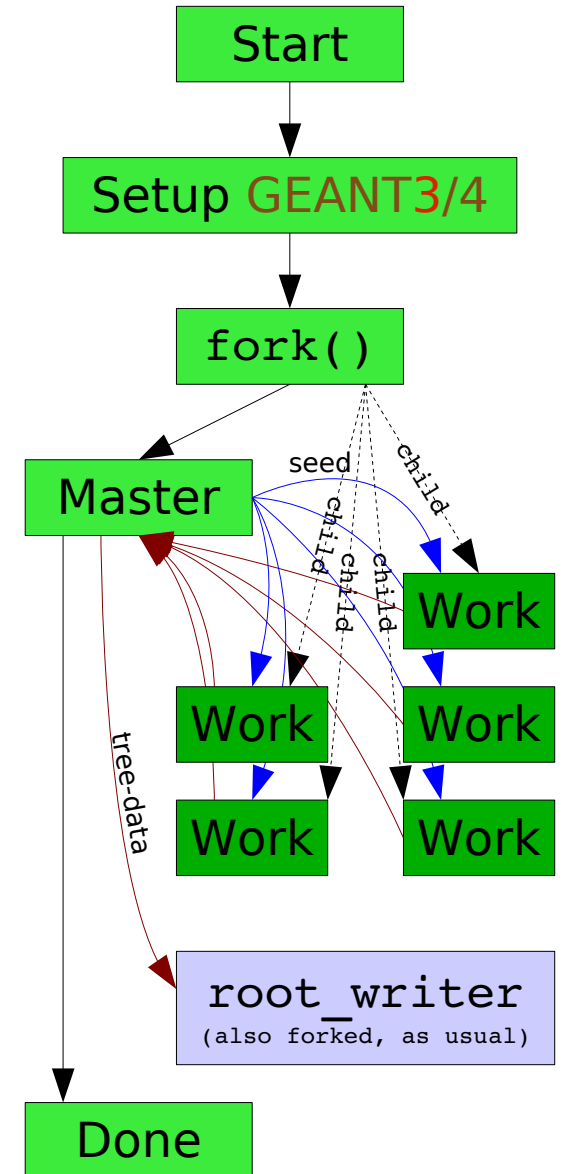 Start
Setup GEANT3/4
fork()
Master
seed
child
child
child
child
Work
Work
Work
Work
Work
tree-data
root_writer
(also forked, as usual)
Done